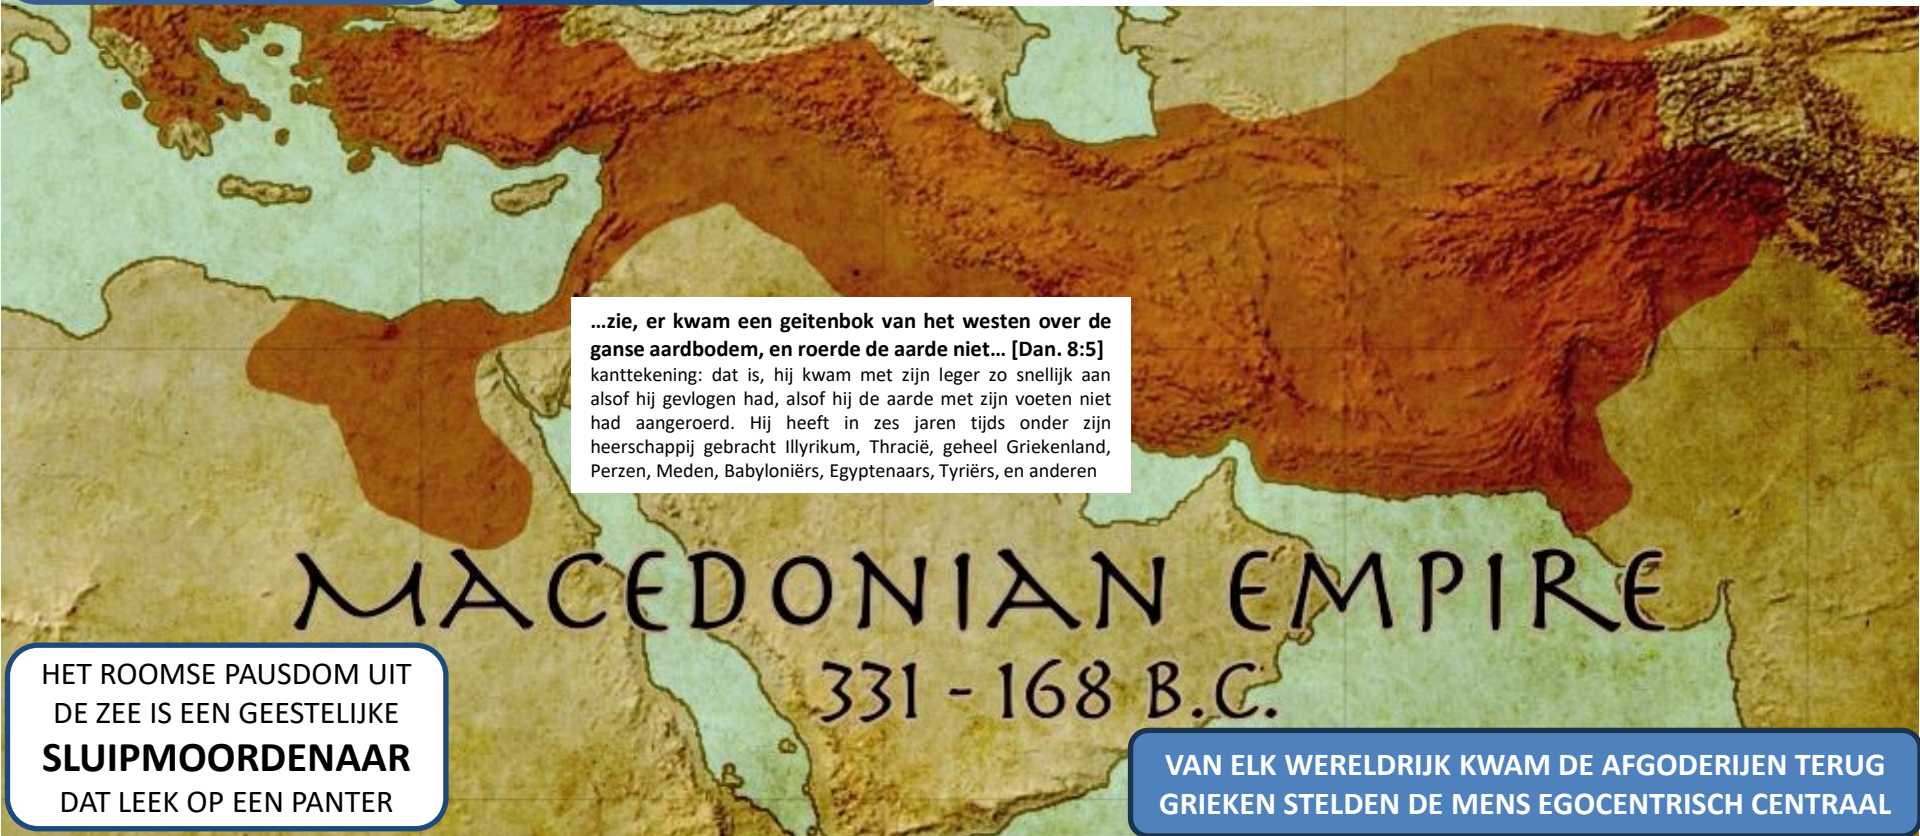 …zie, er kwam een geitenbok van het westen over de
ganse aardbodem, en roerde de aarde niet… [Dan. 8:5]
kanttekening: dat is, hij kwam met zijn leger zo snellijk aan
alsof hij gevlogen had, alsof hij de aarde met zijn voeten niet
had aangeroerd. Hij heeft in zes jaren tijds onder zijn
heerschappij gebracht Illyrikum, Thracië, geheel Griekenland,
Perzen, Meden, Babyloniërs, Egyptenaars, Tyriërs, en anderen
MACEDONIAN EMPIRE
331 - 168 B.C.
HET ROOMSE PAUSDOM UIT
DE ZEE IS EEN GEESTELIJKE
SLUIPMOORDENAAR
DAT LEEK OP EEN PANTER
VAN ELK WERELDRIJK KWAM DE AFGODERIJEN TERUG
GRIEKEN STELDEN DE MENS EGOCENTRISCH CENTRAAL